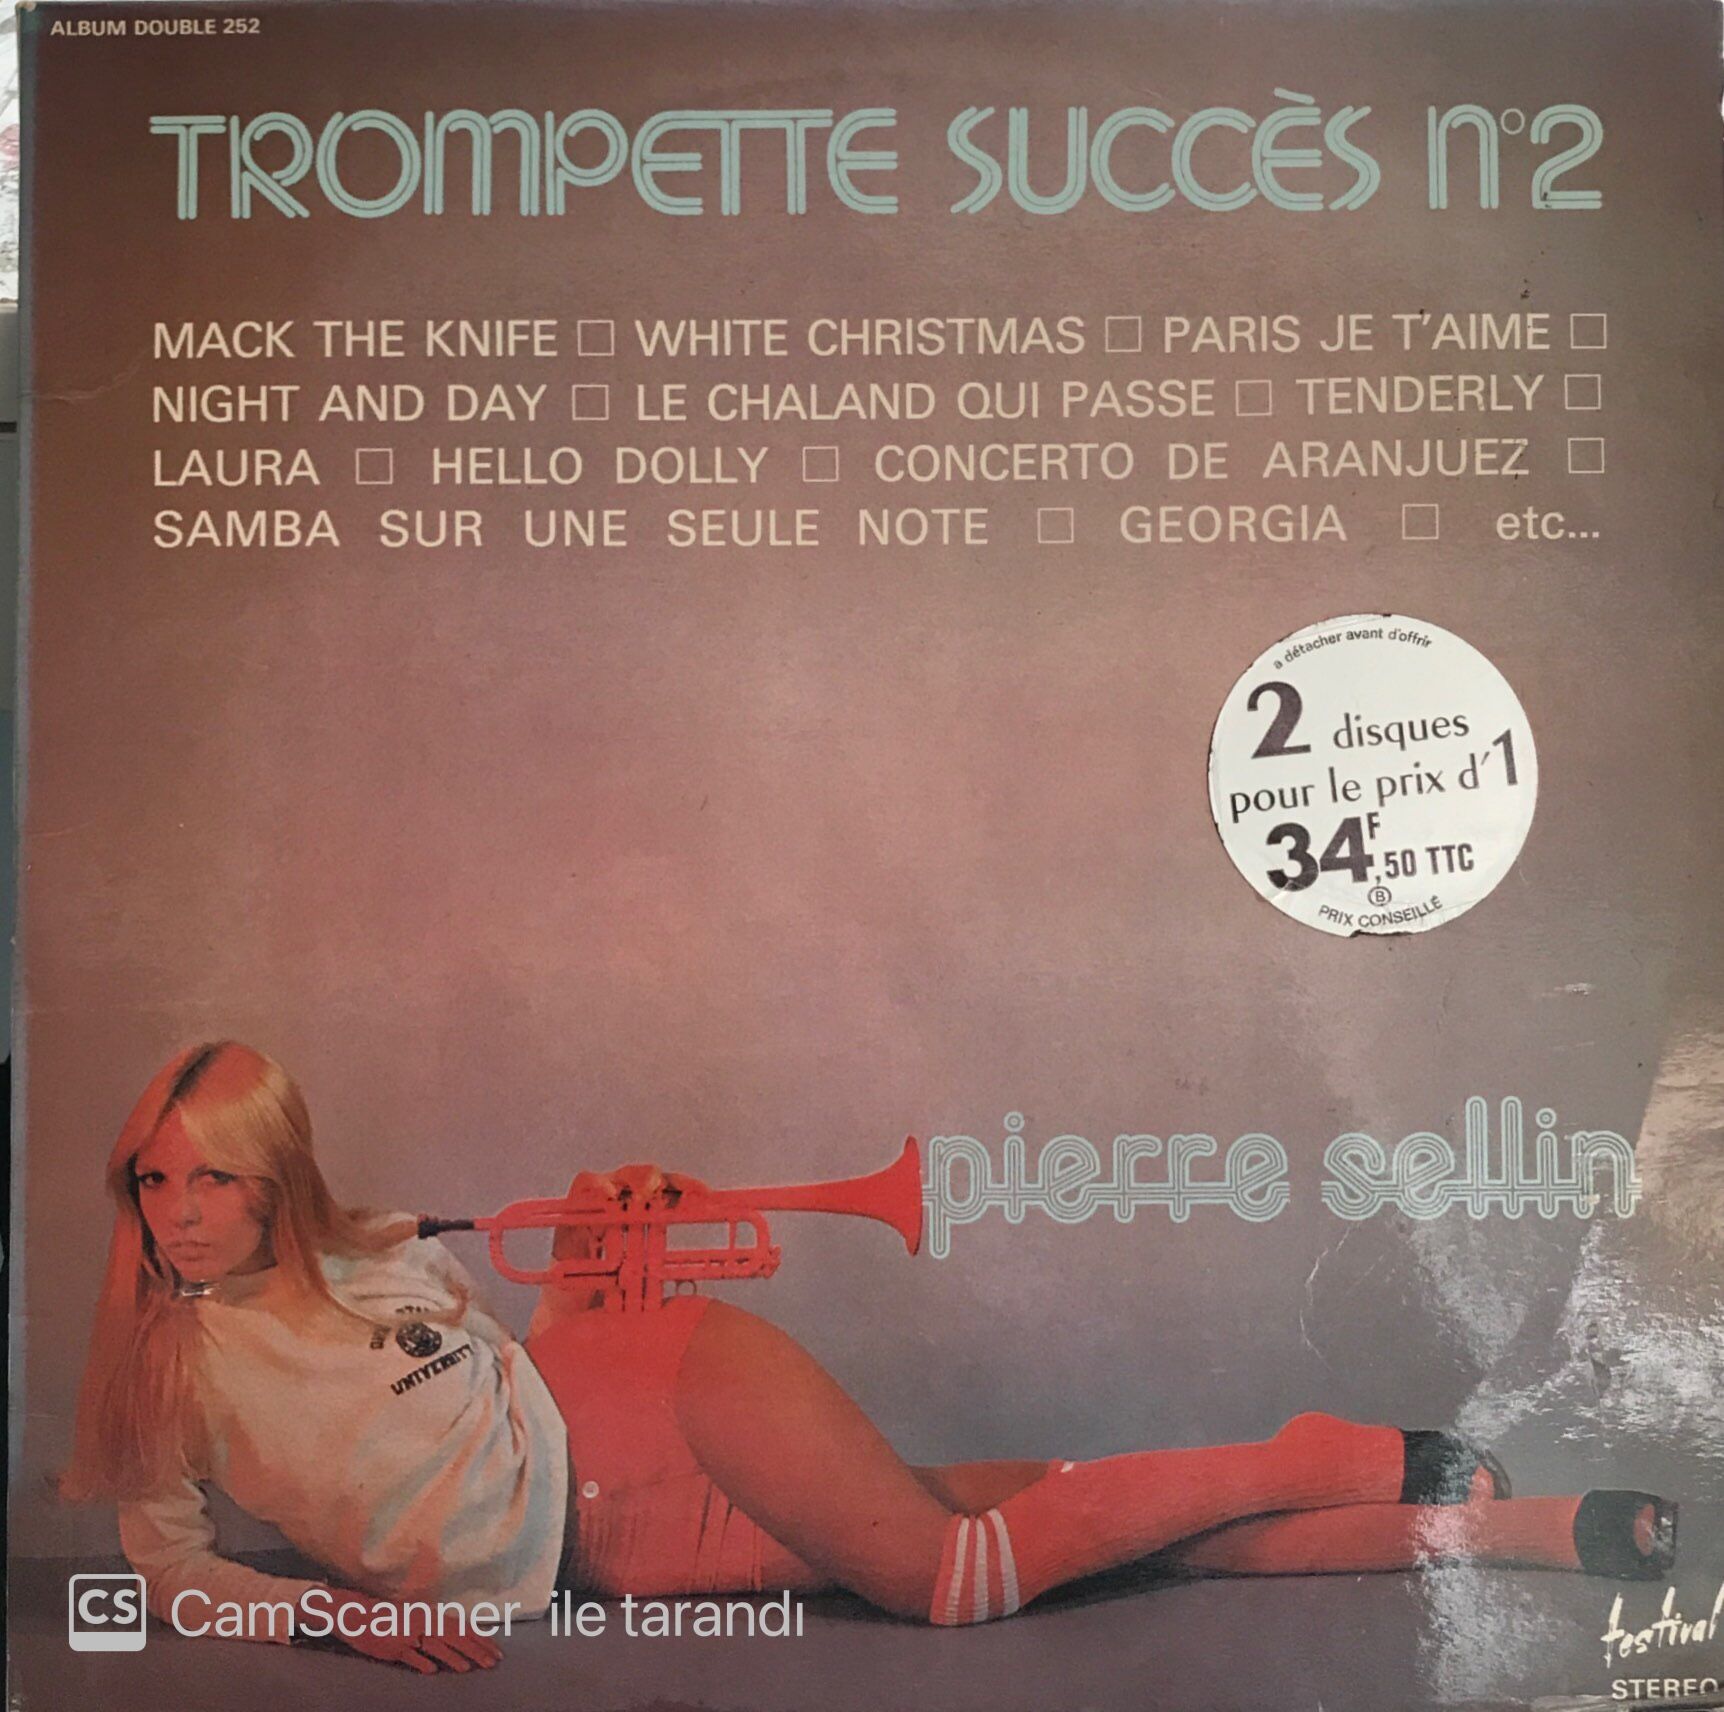 ALBUM DOUBLE 252
TROMPETTE SUCCÈS N°2
MACK THE KNIFE □ WHITE CHRISTMAS □ PARIS JE T'AIME □
NIGHT AND DAY □ LE CHALAND QUI PASSE □ TENDERLY □
LAURA □ HELLO DOLLY □ CONCERTO DE ARANJUEZ □
SAMBA SUR UNE SEULE NOTE □ GEORGIA □ etc...
a détacher avant d'offrir
2 disques
pour le prix d'1
34F,50 TTC
B
PRIX CONSEILLÉ
pierre sellin
UNIVERSITY
CS CamScanner ile tarandı
festival
STEREO